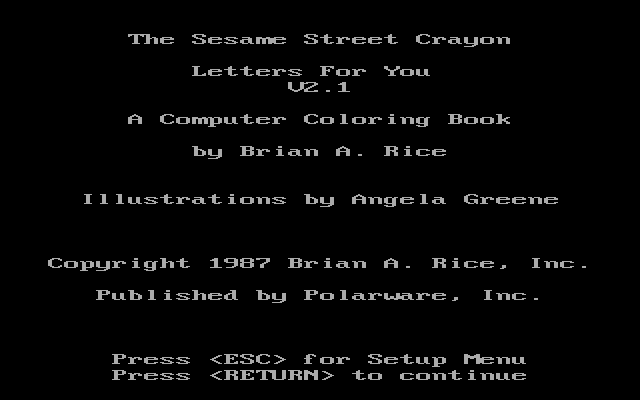 The Sesame Street Crayon
Letters For You
V2.1
A Computer Coloring Book
by Brian A. Rice
Illustrations by Angela Greene
Copyright 1987 Brian A. Rice, Inc.
Published by Polarware, Inc.
Press <ESC> for Setup Menu
Press <RETURN> to continue